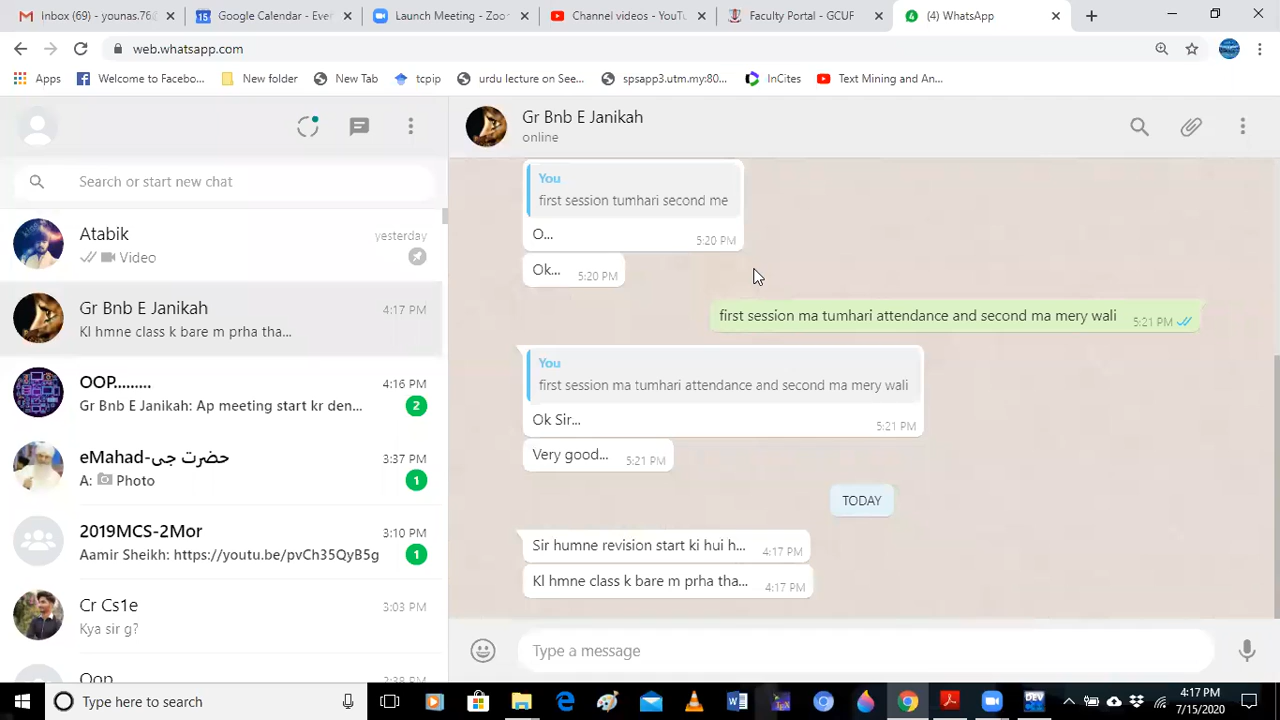 Inbox (69) - younas.76
Google Calendar - Ever
Launch Meeting - Zoo
Channel videos - YouTu
Faculty Portal - GCUF
(4) WhatsApp
web.whatsapp.com
Apps
Welcome to Facebo...
New folder
New Tab
tcpip
urdu lecture on See...
spsapp3.utm.my:80...
InCites
Text Mining and An...
Gr Bnb E Janikah
online
Search or start new chat
Atabik
yesterday
Video
Gr Bnb E Janikah
4:17 PM
Kl hmne class k bare m prha tha...
OOP.........
4:16 PM
Gr Bnb E Janikah: Ap meeting start kr den...
2
eMahad-حضرت جی
3:37 PM
A: Photo
1
2019MCS-2Mor
3:10 PM
Aamir Sheikh: https://youtu.be/pvCh35QyB5g
1
Cr Cs1e
3:03 PM
Kya sir g?
Oop
2:38 PM
You
first session tumhari second me
O...
5:20 PM
Ok...
5:20 PM
first session ma tumhari attendance and second ma mery wali
5:21 PM
You
first session ma tumhari attendance and second ma mery wali
Ok Sir...
5:21 PM
Very good...
5:21 PM
TODAY
Sir humne revision start ki hui h...
4:17 PM
Kl hmne class k bare m prha tha...
4:17 PM
Type a message
Type here to search
DEV
4:17 PM
7/15/2020